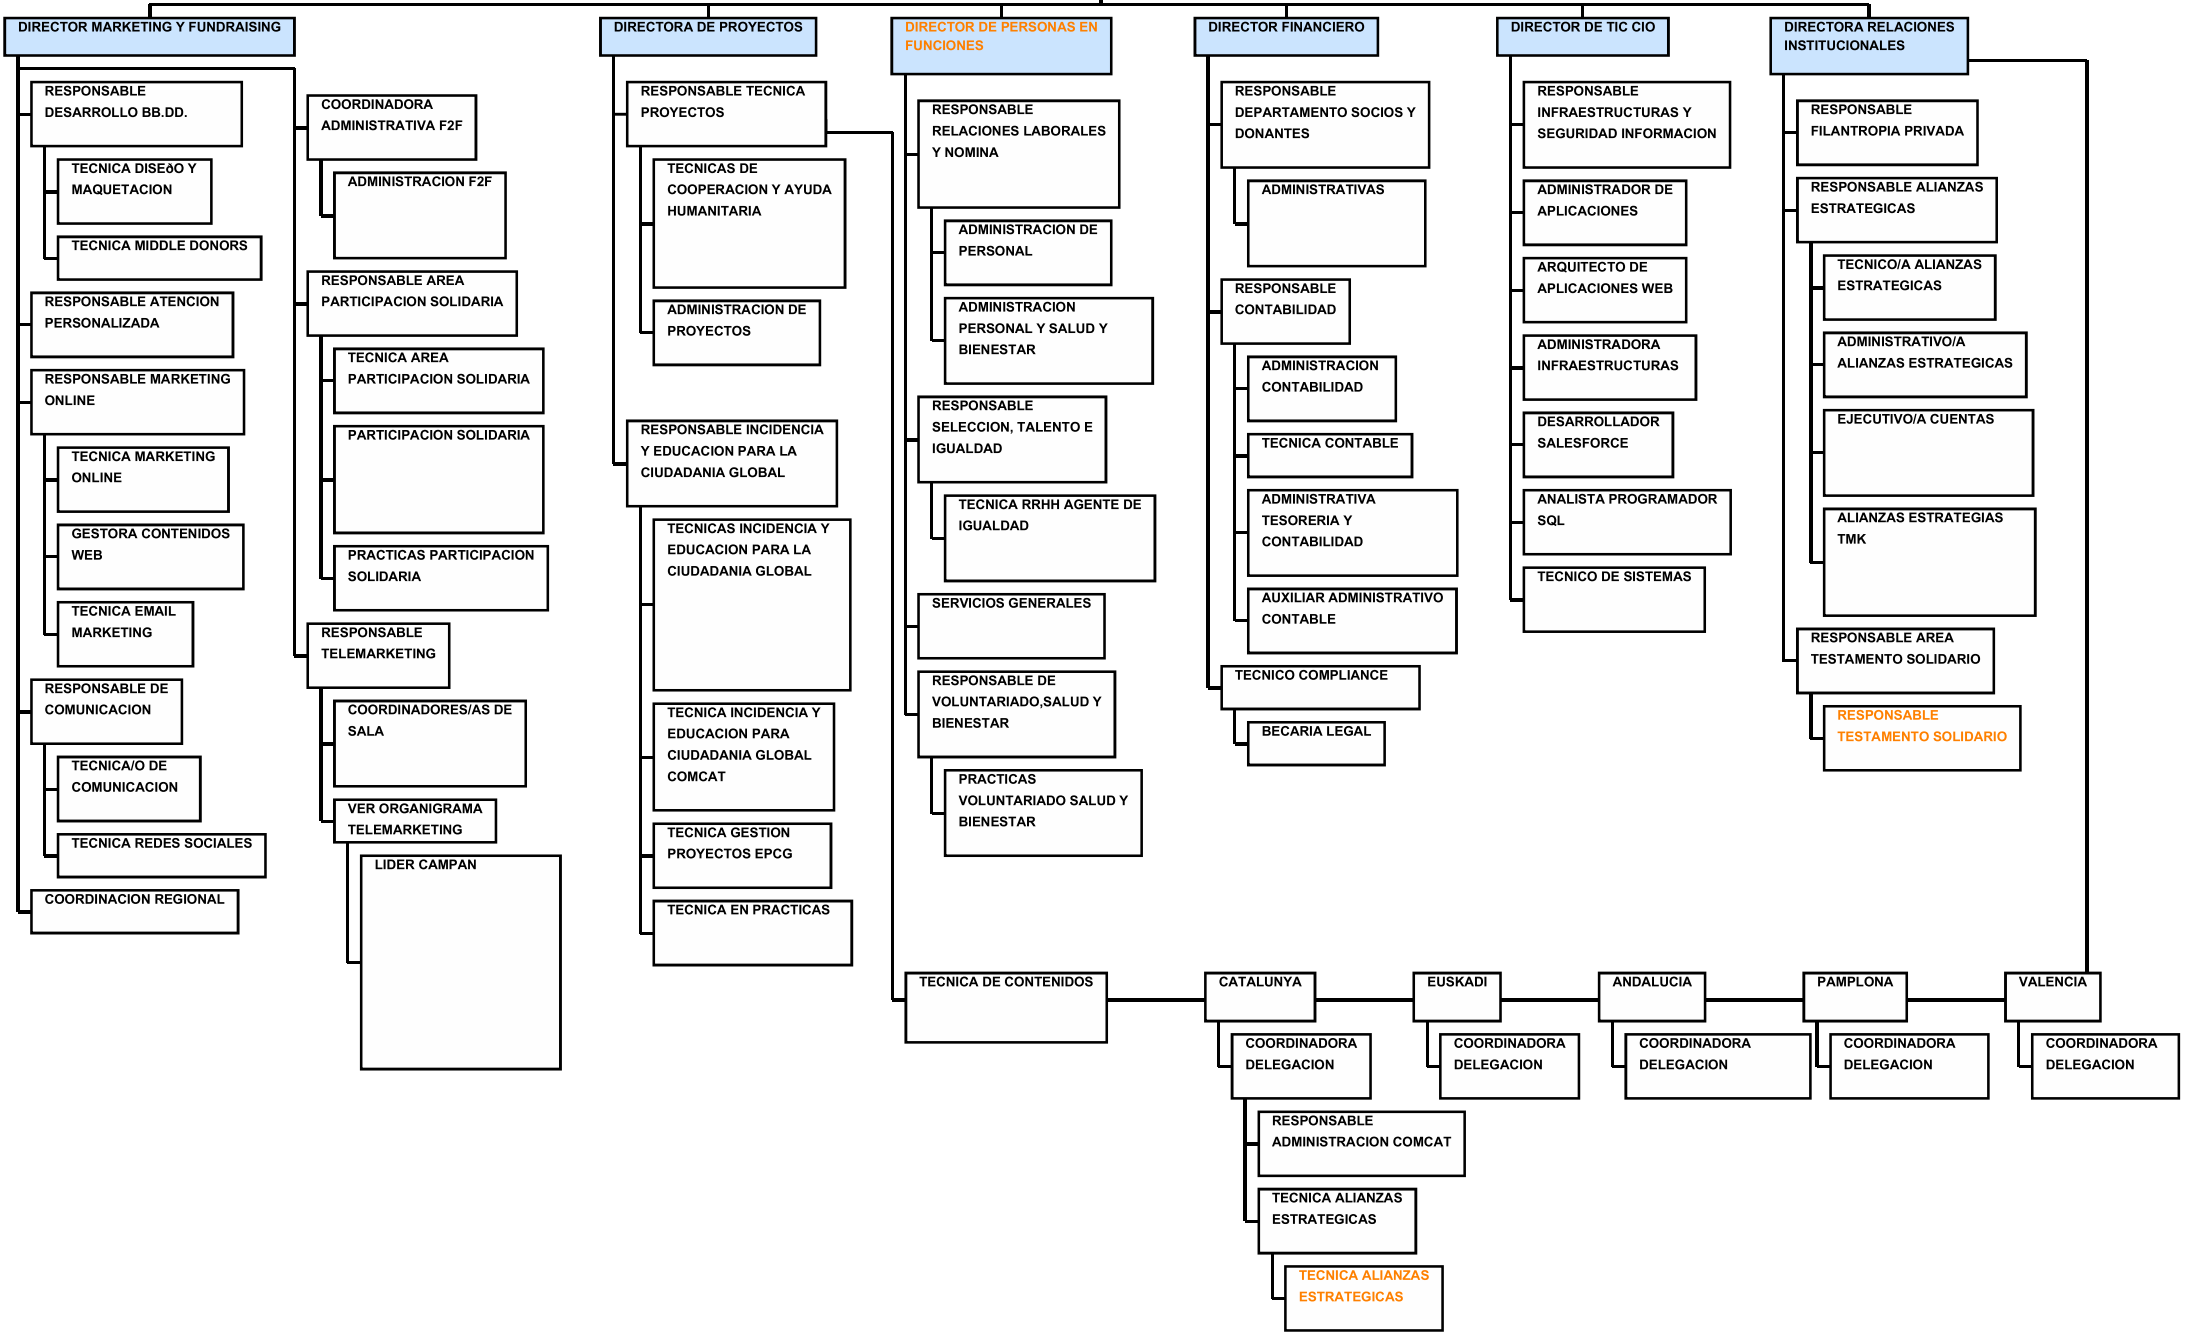 DIRECTOR MARKETING Y FUNDRAISING
RESPONSABLE
DESARROLLO BB.DD.
TECNICA DISEðO Y
MAQUETACION
TECNICA MIDDLE DONORS
RESPONSABLE ATENCION
PERSONALIZADA
RESPONSABLE MARKETING
ONLINE
TECNICA MARKETING
ONLINE
GESTORA CONTENIDOS
WEB
TECNICA EMAIL
MARKETING
RESPONSABLE DE
COMUNICACION
TECNICA/O DE
COMUNICACION
TECNICA REDES SOCIALES
COORDINACION REGIONAL
COORDINADORA
ADMINISTRATIVA F2F
ADMINISTRACION F2F
RESPONSABLE AREA
PARTICIPACION SOLIDARIA
TECNICA AREA
PARTICIPACION SOLIDARIA
PARTICIPACION SOLIDARIA
PRACTICAS PARTICIPACION
SOLIDARIA
RESPONSABLE
TELEMARKETING
COORDINADORES/AS DE
SALA
VER ORGANIGRAMA
TELEMARKETING
LIDER CAMPAN
DIRECTORA DE PROYECTOS
RESPONSABLE TECNICA
PROYECTOS
TECNICAS DE
COOPERACION Y AYUDA
HUMANITARIA
ADMINISTRACION DE
PROYECTOS
RESPONSABLE INCIDENCIA
Y EDUCACION PARA LA
CIUDADANIA GLOBAL
TECNICAS INCIDENCIA Y
EDUCACION PARA LA
CIUDADANIA GLOBAL
TECNICA INCIDENCIA Y
EDUCACION PARA
CIUDADANIA GLOBAL
COMCAT
TECNICA GESTION
PROYECTOS EPCG
TECNICA EN PRACTICAS
DIRECTOR DE PERSONAS EN
FUNCIONES
RESPONSABLE
RELACIONES LABORALES
Y NOMINA
ADMINISTRACION DE
PERSONAL
ADMINISTRACION
PERSONAL Y SALUD Y
BIENESTAR
RESPONSABLE
SELECCION, TALENTO E
IGUALDAD
TECNICA RRHH AGENTE DE
IGUALDAD
SERVICIOS GENERALES
RESPONSABLE DE
VOLUNTARIADO,SALUD Y
BIENESTAR
PRACTICAS
VOLUNTARIADO SALUD Y
BIENESTAR
DIRECTOR FINANCIERO
RESPONSABLE
DEPARTAMENTO SOCIOS Y
DONANTES
ADMINISTRATIVAS
RESPONSABLE
CONTABILIDAD
ADMINISTRACION
CONTABILIDAD
TECNICA CONTABLE
ADMINISTRATIVA
TESORERIA Y
CONTABILIDAD
AUXILIAR ADMINISTRATIVO
CONTABLE
TECNICO COMPLIANCE
BECARIA LEGAL
DIRECTOR DE TIC CIO
RESPONSABLE
INFRAESTRUCTURAS Y
SEGURIDAD INFORMACION
ADMINISTRADOR DE
APLICACIONES
ARQUITECTO DE
APLICACIONES WEB
ADMINISTRADORA
INFRAESTRUCTURAS
DESARROLLADOR
SALESFORCE
ANALISTA PROGRAMADOR
SQL
TECNICO DE SISTEMAS
DIRECTORA RELACIONES
INSTITUCIONALES
RESPONSABLE
FILANTROPIA PRIVADA
RESPONSABLE ALIANZAS
ESTRATEGICAS
TECNICO/A ALIANZAS
ESTRATEGICAS
ADMINISTRATIVO/A
ALIANZAS ESTRATEGICAS
EJECUTIVO/A CUENTAS
ALIANZAS ESTRATEGIAS
TMK
RESPONSABLE AREA
TESTAMENTO SOLIDARIO
RESPONSABLE
TESTAMENTO SOLIDARIO
TECNICA DE CONTENIDOS
CATALUNYA
COORDINADORA
DELEGACION
RESPONSABLE
ADMINISTRACION COMCAT
TECNICA ALIANZAS
ESTRATEGICAS
TECNICA ALIANZAS
ESTRATEGICAS
EUSKADI
COORDINADORA
DELEGACION
ANDALUCIA
COORDINADORA
DELEGACION
PAMPLONA
COORDINADORA
DELEGACION
VALENCIA
COORDINADORA
DELEGACION